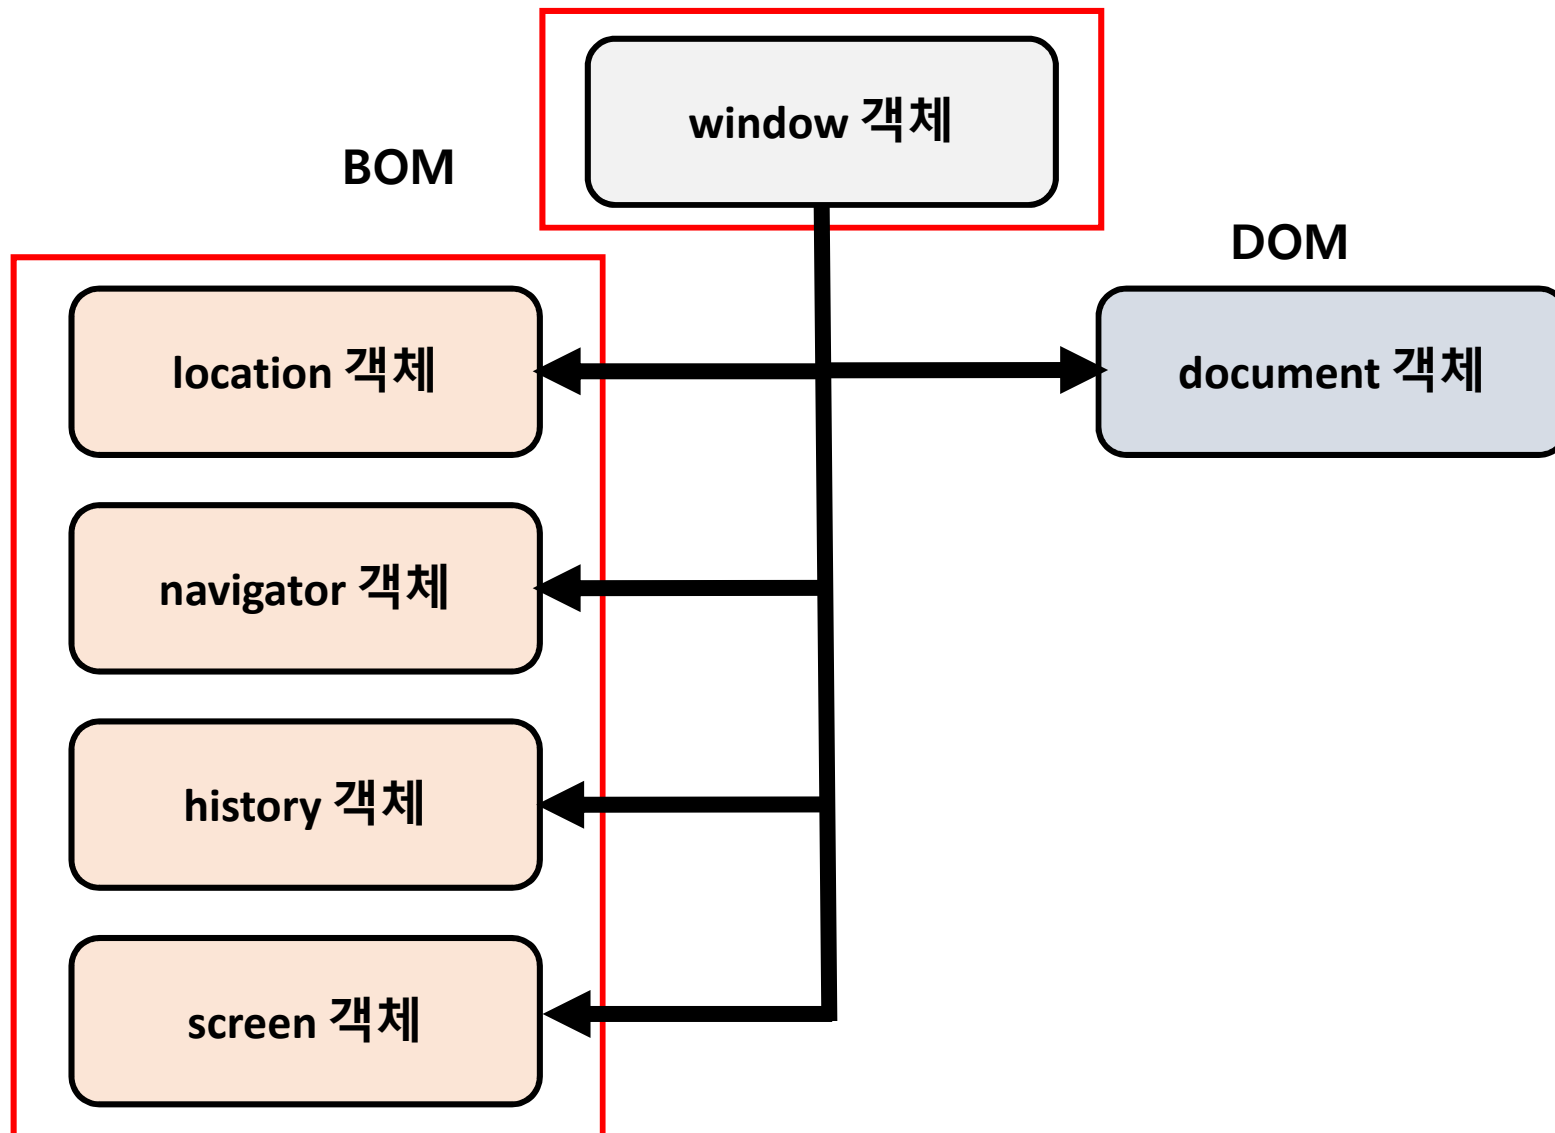 window 객체
BOM
DOM
location 객체
document 객체
navigator 객체
history 객체
screen 객체